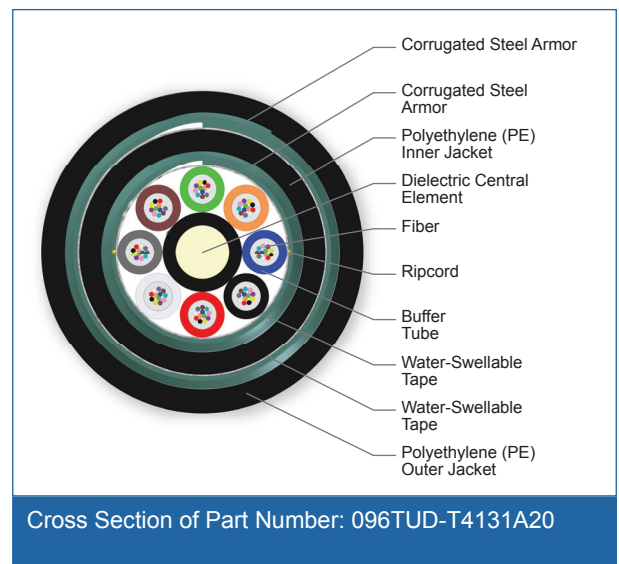 Corrugated Steel Armor
Corrugated Steel
Armor
Polyethylene (PE)
Inner Jacket
Dielectric Central
Element
Fiber
Ripcord
Buffer
Tube
Water-Swellable
Tape
Water-Swellable
Tape
Polyethylene (PE)
Outer Jacket
Cross Section of Part Number: 096TUD-T4131A20